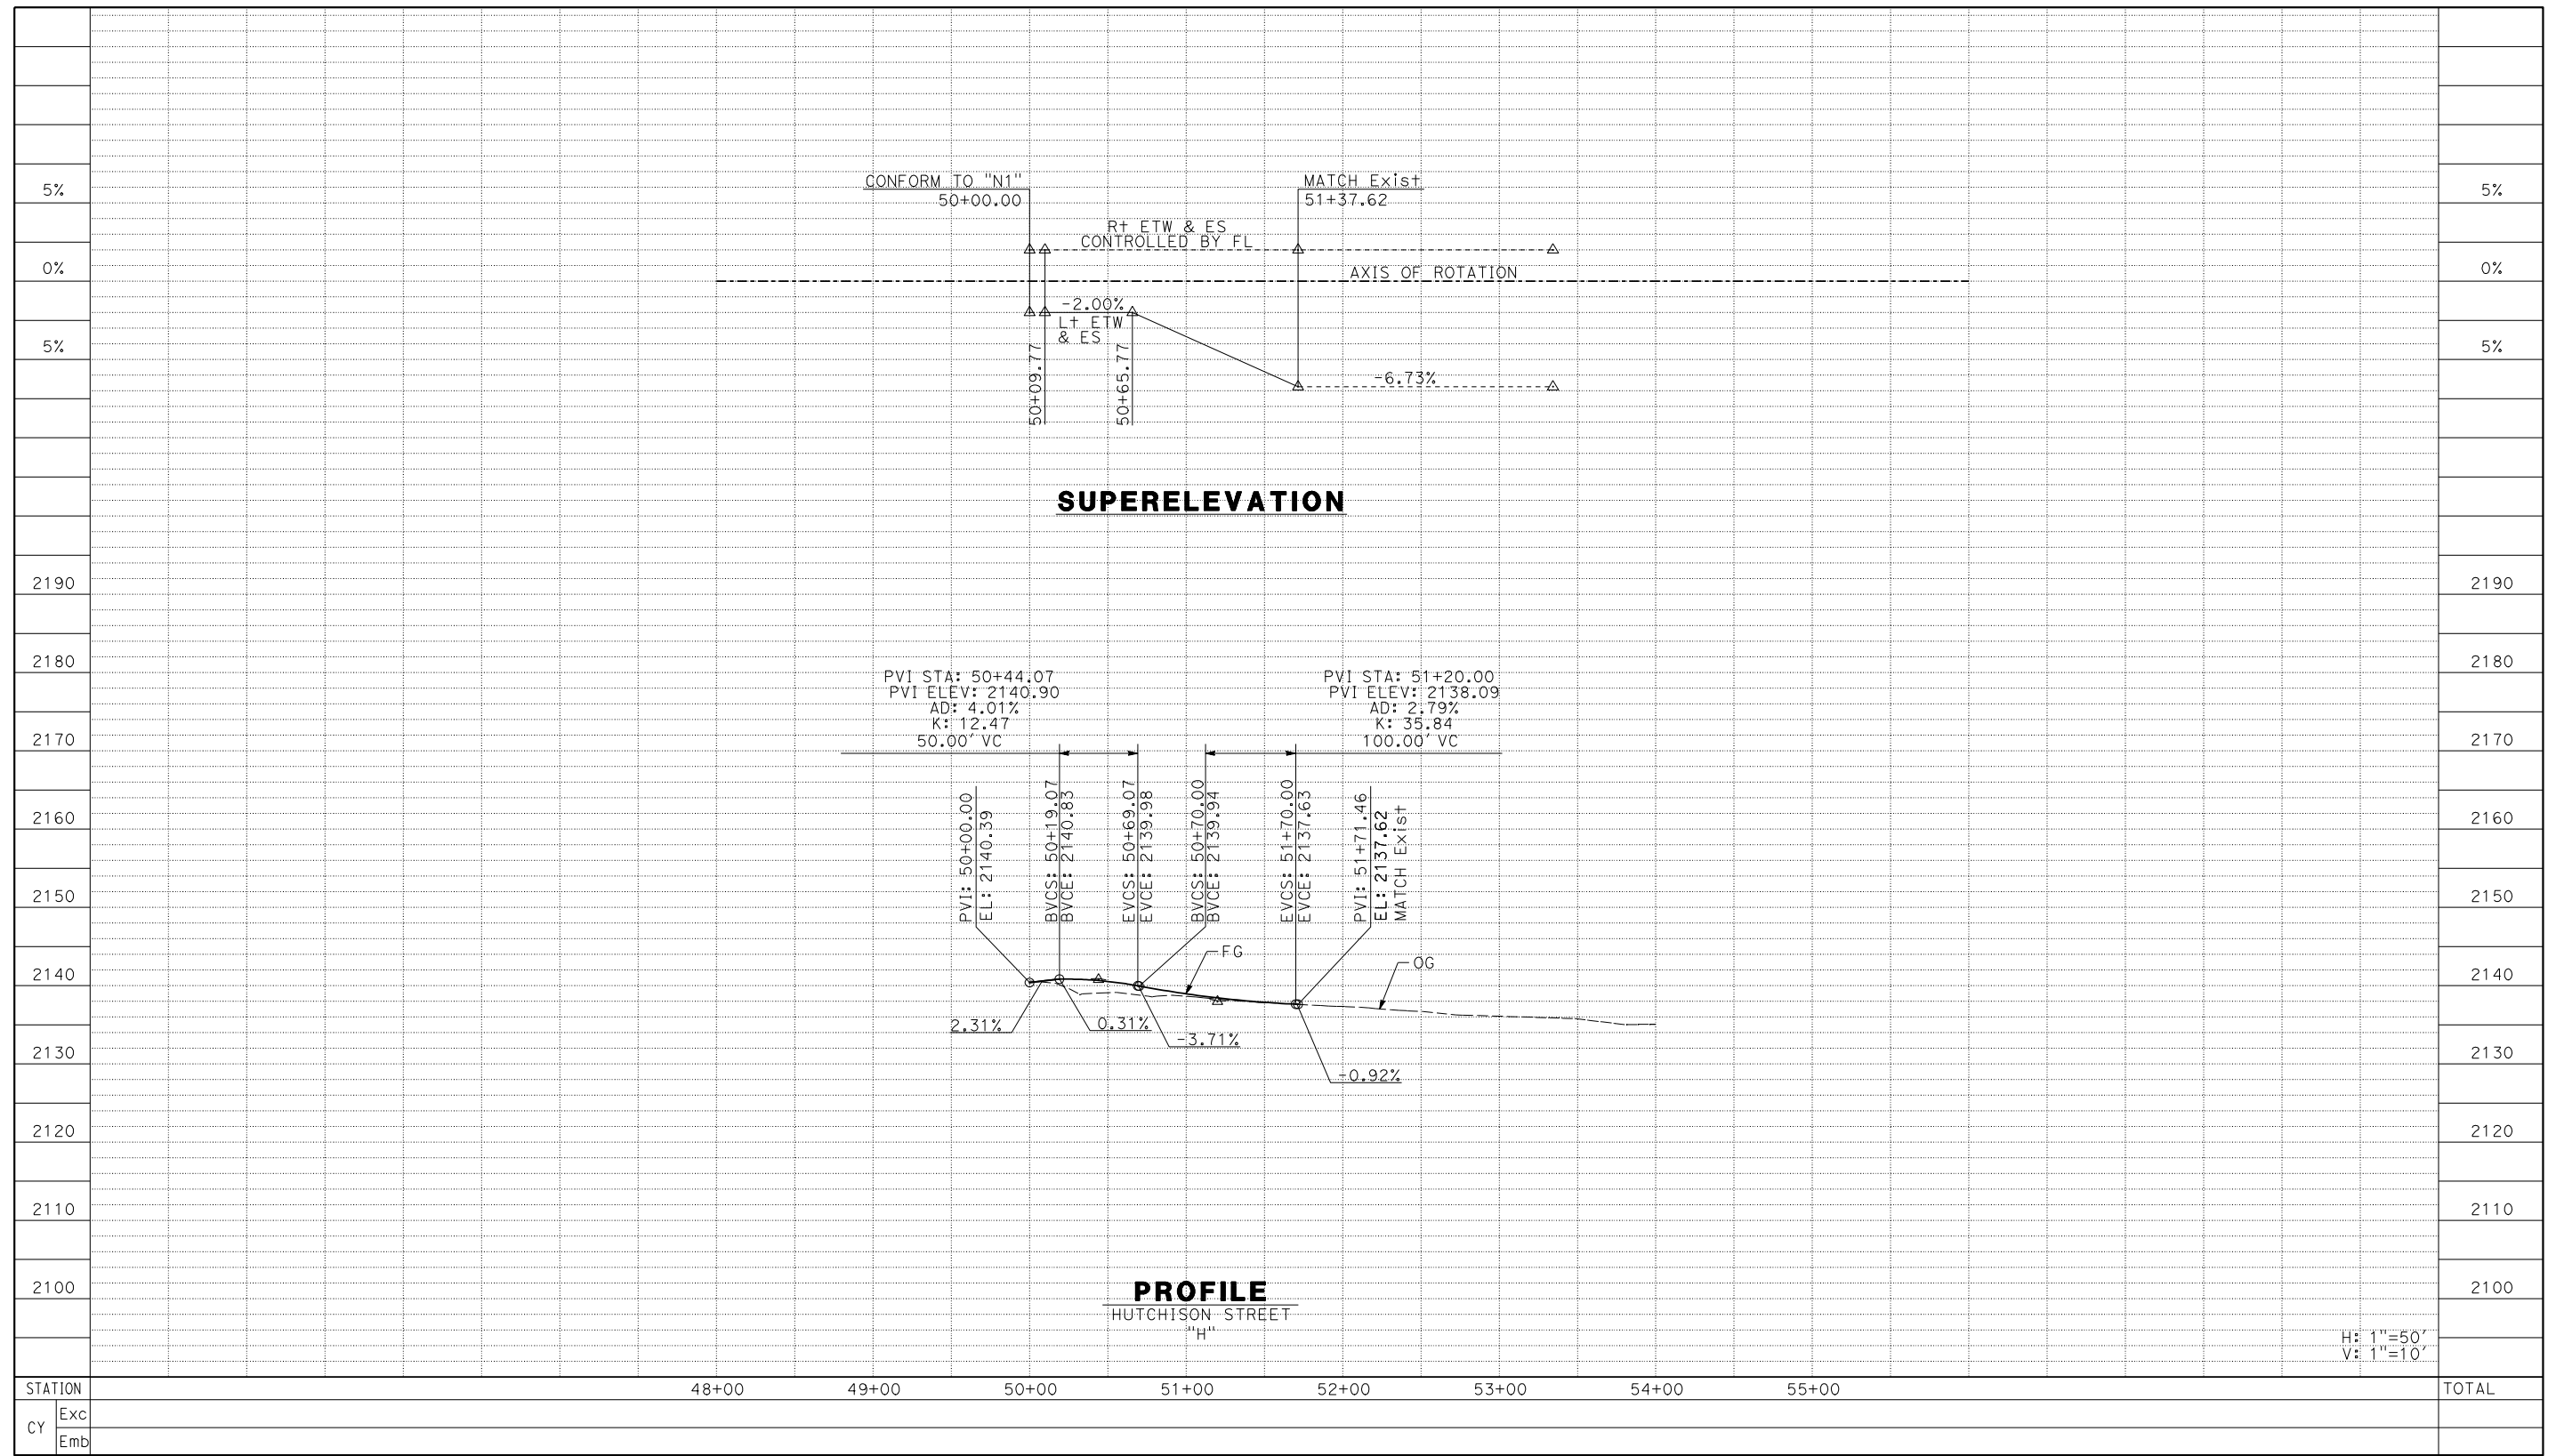 5%
5%
0%
0%
5%
5%
CONFORM TO "N1"
50+00.00
MATCH Exist
51+37.62
Rt ETW & ES
CONTROLLED BY FL
AXIS OF ROTATION
-2.00%
Lt ETW
& ES
50+09.77
50+65.77
-6.73%
SUPERELEVATION
2190
2190
2180
2180
PVI STA: 50+44.07
PVI ELEV: 2140.90
AD: 4.01%
K: 12.47
50.00' VC
PVI STA: 51+20.00
PVI ELEV: 2138.09
AD: 2.79%
K: 35.84
100.00' VC
2170
2170
2160
2160
PVI: 50+00.00
EL: 2140.39
BVCS: 50+19.07
BVCE: 2140.83
EVCS: 50+69.07
EVCE: 2139.98
BVCS: 50+70.00
BVCE: 2139.94
EVCS: 51+70.00
EVCE: 2137.63
PVI: 51+71.46
EL: 2137.62
MATCH Exist
2150
2150
FG
OG
2140
2140
2.31%
0.31%
-3.71%
-0.92%
2130
2130
2120
2120
2110
2110
2100
2100
PROFILE
HUTCHISON STREET
"H"
H: 1"=50'
V: 1"=10'
STATION
48+00
49+00
50+00
51+00
52+00
53+00
54+00
55+00
TOTAL
CY
Exc
Emb